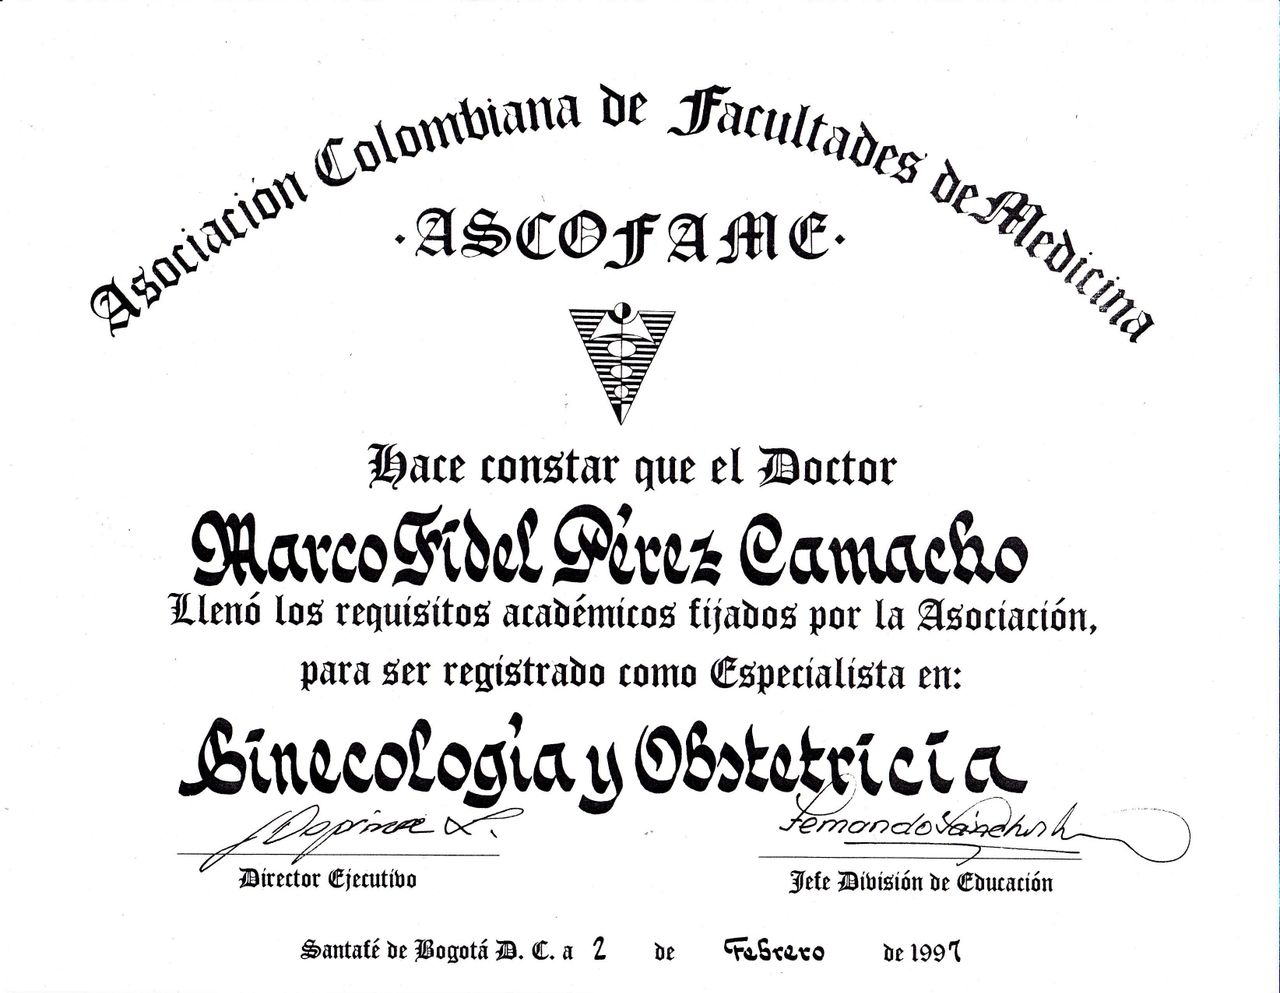 Asociación Colombiana de Facultades de Medicina
·ASCOFAME·
Hace constar que el Doctor
Marco Fidel Pérez Camacho
Llenó los requisitos académicos fijados por la Asociación,
para ser registrado como Especialista en:
Ginecología y Obstetricia
Director Ejecutivo
Jefe División de Educación
Santafé de Bogotá D. C. a 2 de Febrero de 1997